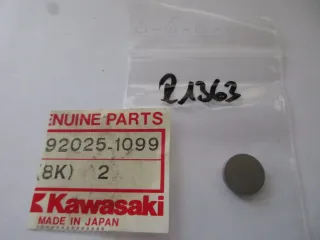 R1363
ENUINE PARTS
92025-1099
(8K) 2
Kawasaki
MADE IN JAPAN